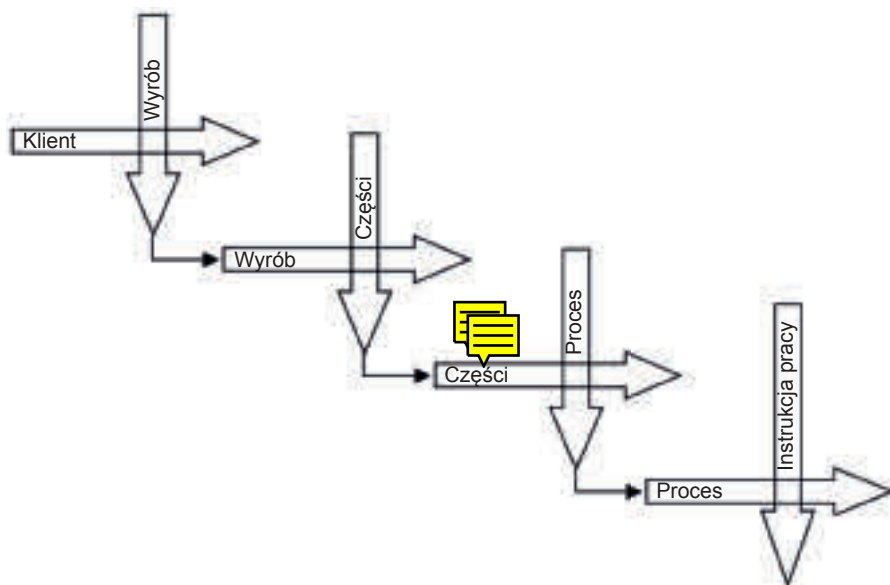 Wyrób
Klient
Części
Wyrób
Proces
Części
Instrukcja pracy
Proces